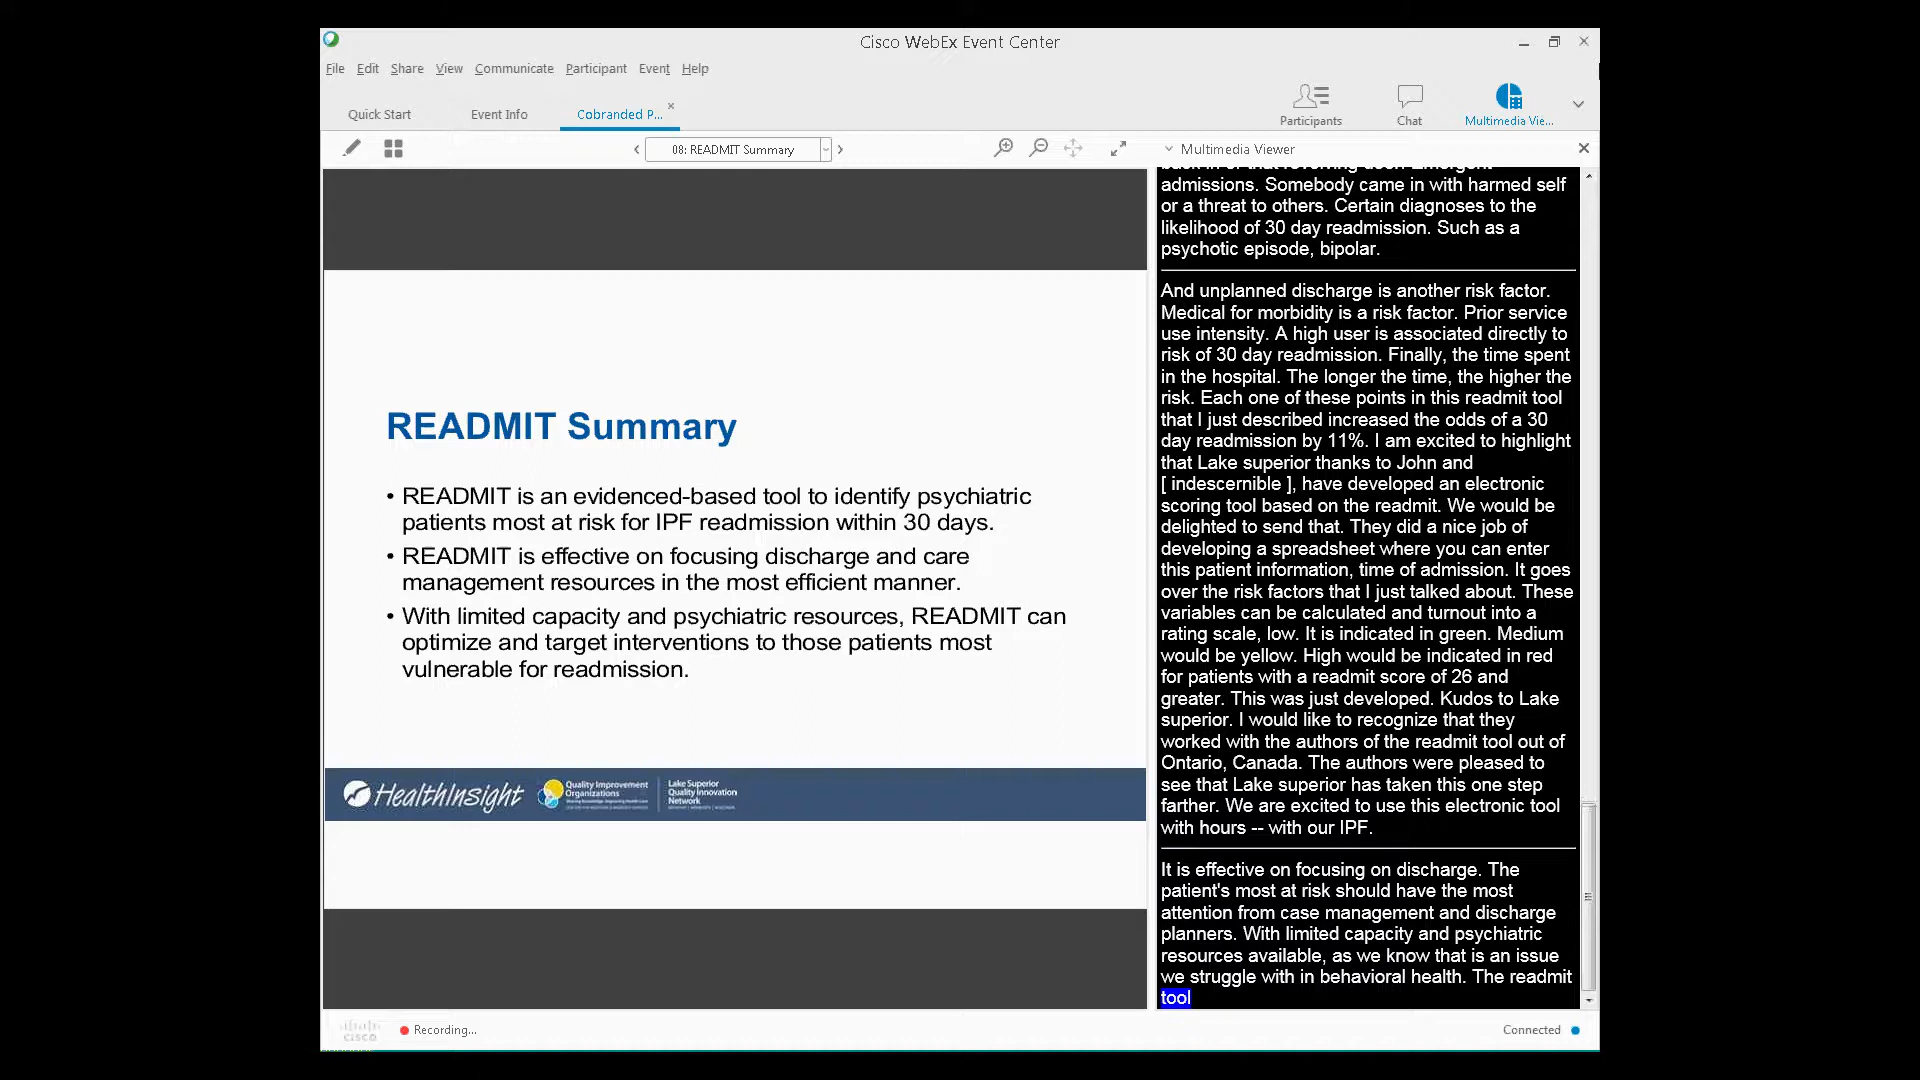 Cisco WebEx Event Center
File Edit Share View Communicate Participant Event Help
Quick Start Event Info Cobranded P...
Participants Chat Multimedia Vie...
08: READMIT Summary
Multimedia Viewer
READMIT Summary
• READMIT is an evidenced-based tool to identify psychiatric
patients most at risk for IPF readmission within 30 days.
• READMIT is effective on focusing discharge and care
management resources in the most efficient manner.
• With limited capacity and psychiatric resources, READMIT can
optimize and target interventions to those patients most
vulnerable for readmission.
HealthInsight
Quality Improvement
Organizations
Lake Superior
Quality Innovation
Network
admissions. Somebody came in with harmed self
or a threat to others. Certain diagnoses to the
likelihood of 30 day readmission. Such as a
psychotic episode, bipolar.
And unplanned discharge is another risk factor.
Medical for morbidity is a risk factor. Prior service
use intensity. A high user is associated directly to
risk of 30 day readmission. Finally, the time spent
in the hospital. The longer the time, the higher the
risk. Each one of these points in this readmit tool
that I just described increased the odds of a 30
day readmission by 11%. I am excited to highlight
that Lake superior thanks to John and
[ indescernible ], have developed an electronic
scoring tool based on the readmit. We would be
delighted to send that. They did a nice job of
developing a spreadsheet where you can enter
this patient information, time of admission. It goes
over the risk factors that I just talked about. These
variables can be calculated and turnout into a
rating scale, low. It is indicated in green. Medium
would be yellow. High would be indicated in red
for patients with a readmit score of 26 and
greater. This was just developed. Kudos to Lake
superior. I would like to recognize that they
worked with the authors of the readmit tool out of
Ontario, Canada. The authors were pleased to
see that Lake superior has taken this one step
farther. We are excited to use this electronic tool
with hours -- with our IPF.
It is effective on focusing on discharge. The
patient's most at risk should have the most
attention from case management and discharge
planners. With limited capacity and psychiatric
resources available, as we know that is an issue
we struggle with in behavioral health. The readmit
tool
cisco
Recording...
Connected